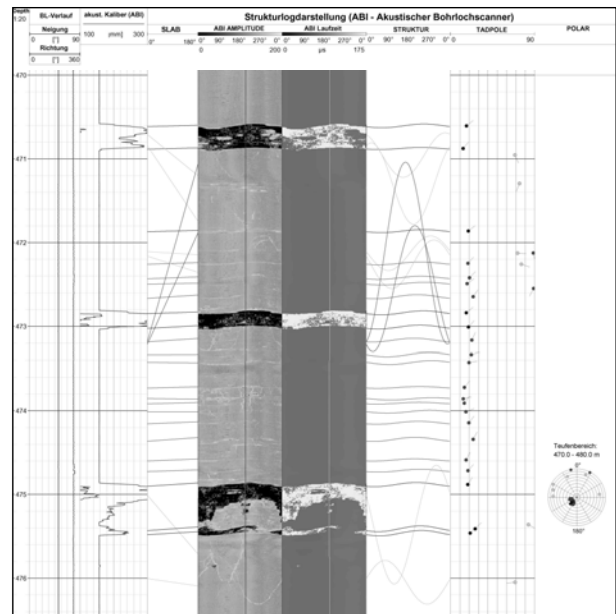 Depth
1:20
BL-Verlauf
Neigung
0 [°] 90
Richtung
0 [°] 360
akust. Kaliber (ABI)
100 mm] 300
Strukturlogdarstellung (ABI - Akustischer Bohrlochscanner)
SLAB
0° 180°
ABI AMPLITUDE
0° 90° 180° 270° 0°
0 200
ABI Laufzeit
0° 90° 180° 270° 0°
0 µs 175
STRUKTUR
0° 90° 180° 270° 0°
TADPOLE
0 90
POLAR
470
471
472
473
474
475
476
Teufenbereich:
470.0 - 480.0 m
0°
180°